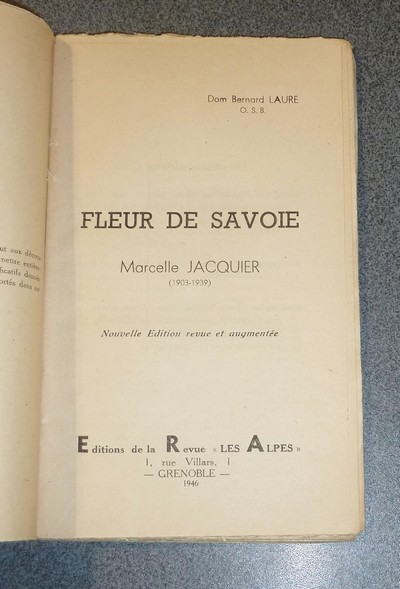 Dom Bernard LAURE
O. S. B.
FLEUR DE SAVOIE
Marcelle JACQUIER
(1903-1939)
Nouvelle Edition revue et augmentée
Editions de la Revue « LES ALPES »
1, rue Villars, 1
— GRENOBLE —
1946